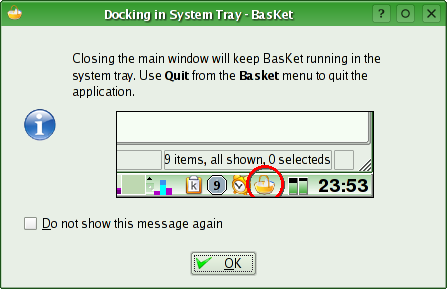 Docking in System Tray - BasKet
Closing the main window will keep BasKet running in the
system tray. Use Quit from the Basket menu to quit the
application.
9 items, all shown, 0 selecteds
k
9
23:53
Do not show this message again
OK